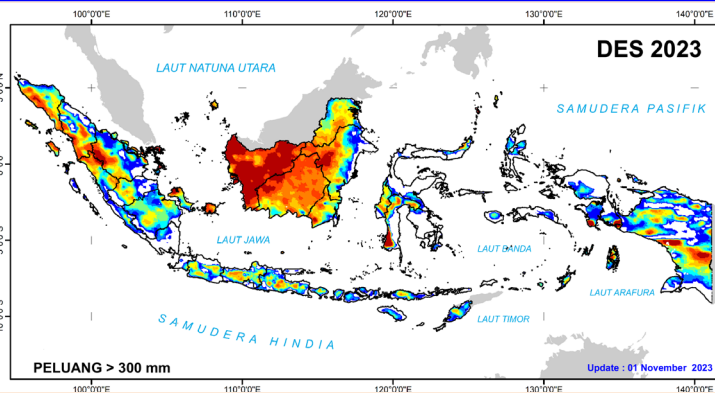 100°0'0"E 110°0'0"E 120°0'0"E 130°0'0"E 140°0'0"E
DES 2023
LAUT NATUNA UTARA
SAMUDERA PASIFIK
LAUT JAWA
LAUT BANDA
LAUT ARAFURA
SAMUDERA HINDIA
LAUT TIMOR
PELUANG > 300 mm
Update : 01 November 2023
100°0'0"E 110°0'0"E 120°0'0"E 130°0'0"E 140°0'0"E